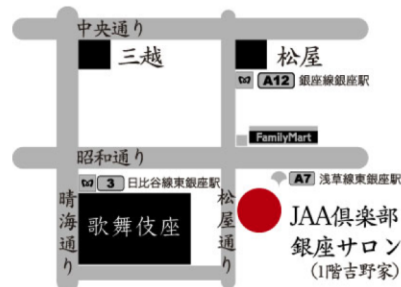 中央通り
三越
松屋
A12 銀座線銀座駅
FamilyMart
昭和通り
3 日比谷線東銀座駅
A7 浅草線東銀座駅
晴海通り
歌舞伎座
松屋通り
JAA倶楽部
銀座サロン
(1階吉野家)